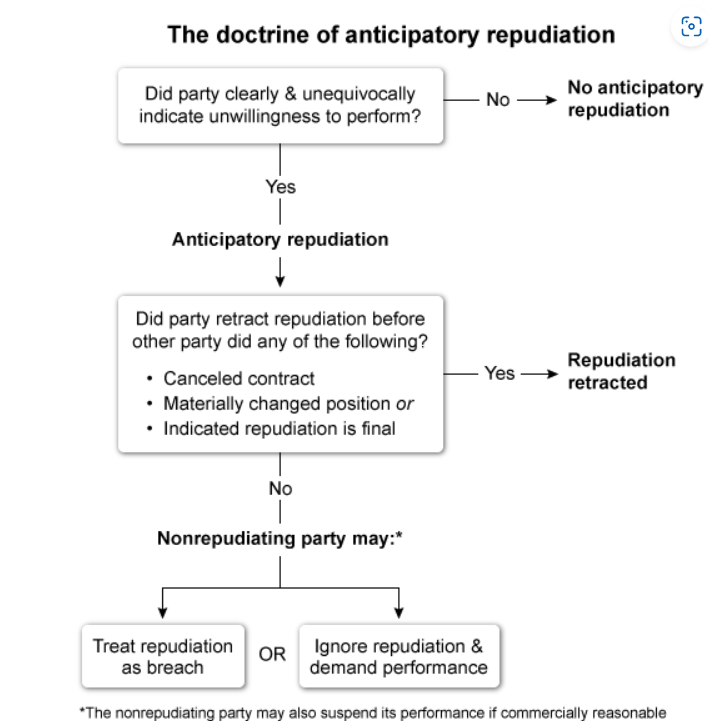 The doctrine of anticipatory repudiation
Did party clearly & unequivocally
indicate unwillingness to perform?
No
No anticipatory
repudiation
Yes
Anticipatory repudiation
Did party retract repudiation before
other party did any of the following?
• Canceled contract
• Materially changed position or
• Indicated repudiation is final
Yes
Repudiation
retracted
No
Nonrepudiating party may:*
Treat repudiation
as breach
OR
Ignore repudiation &
demand performance
*The nonrepudiating party may also suspend its performance if commercially reasonable